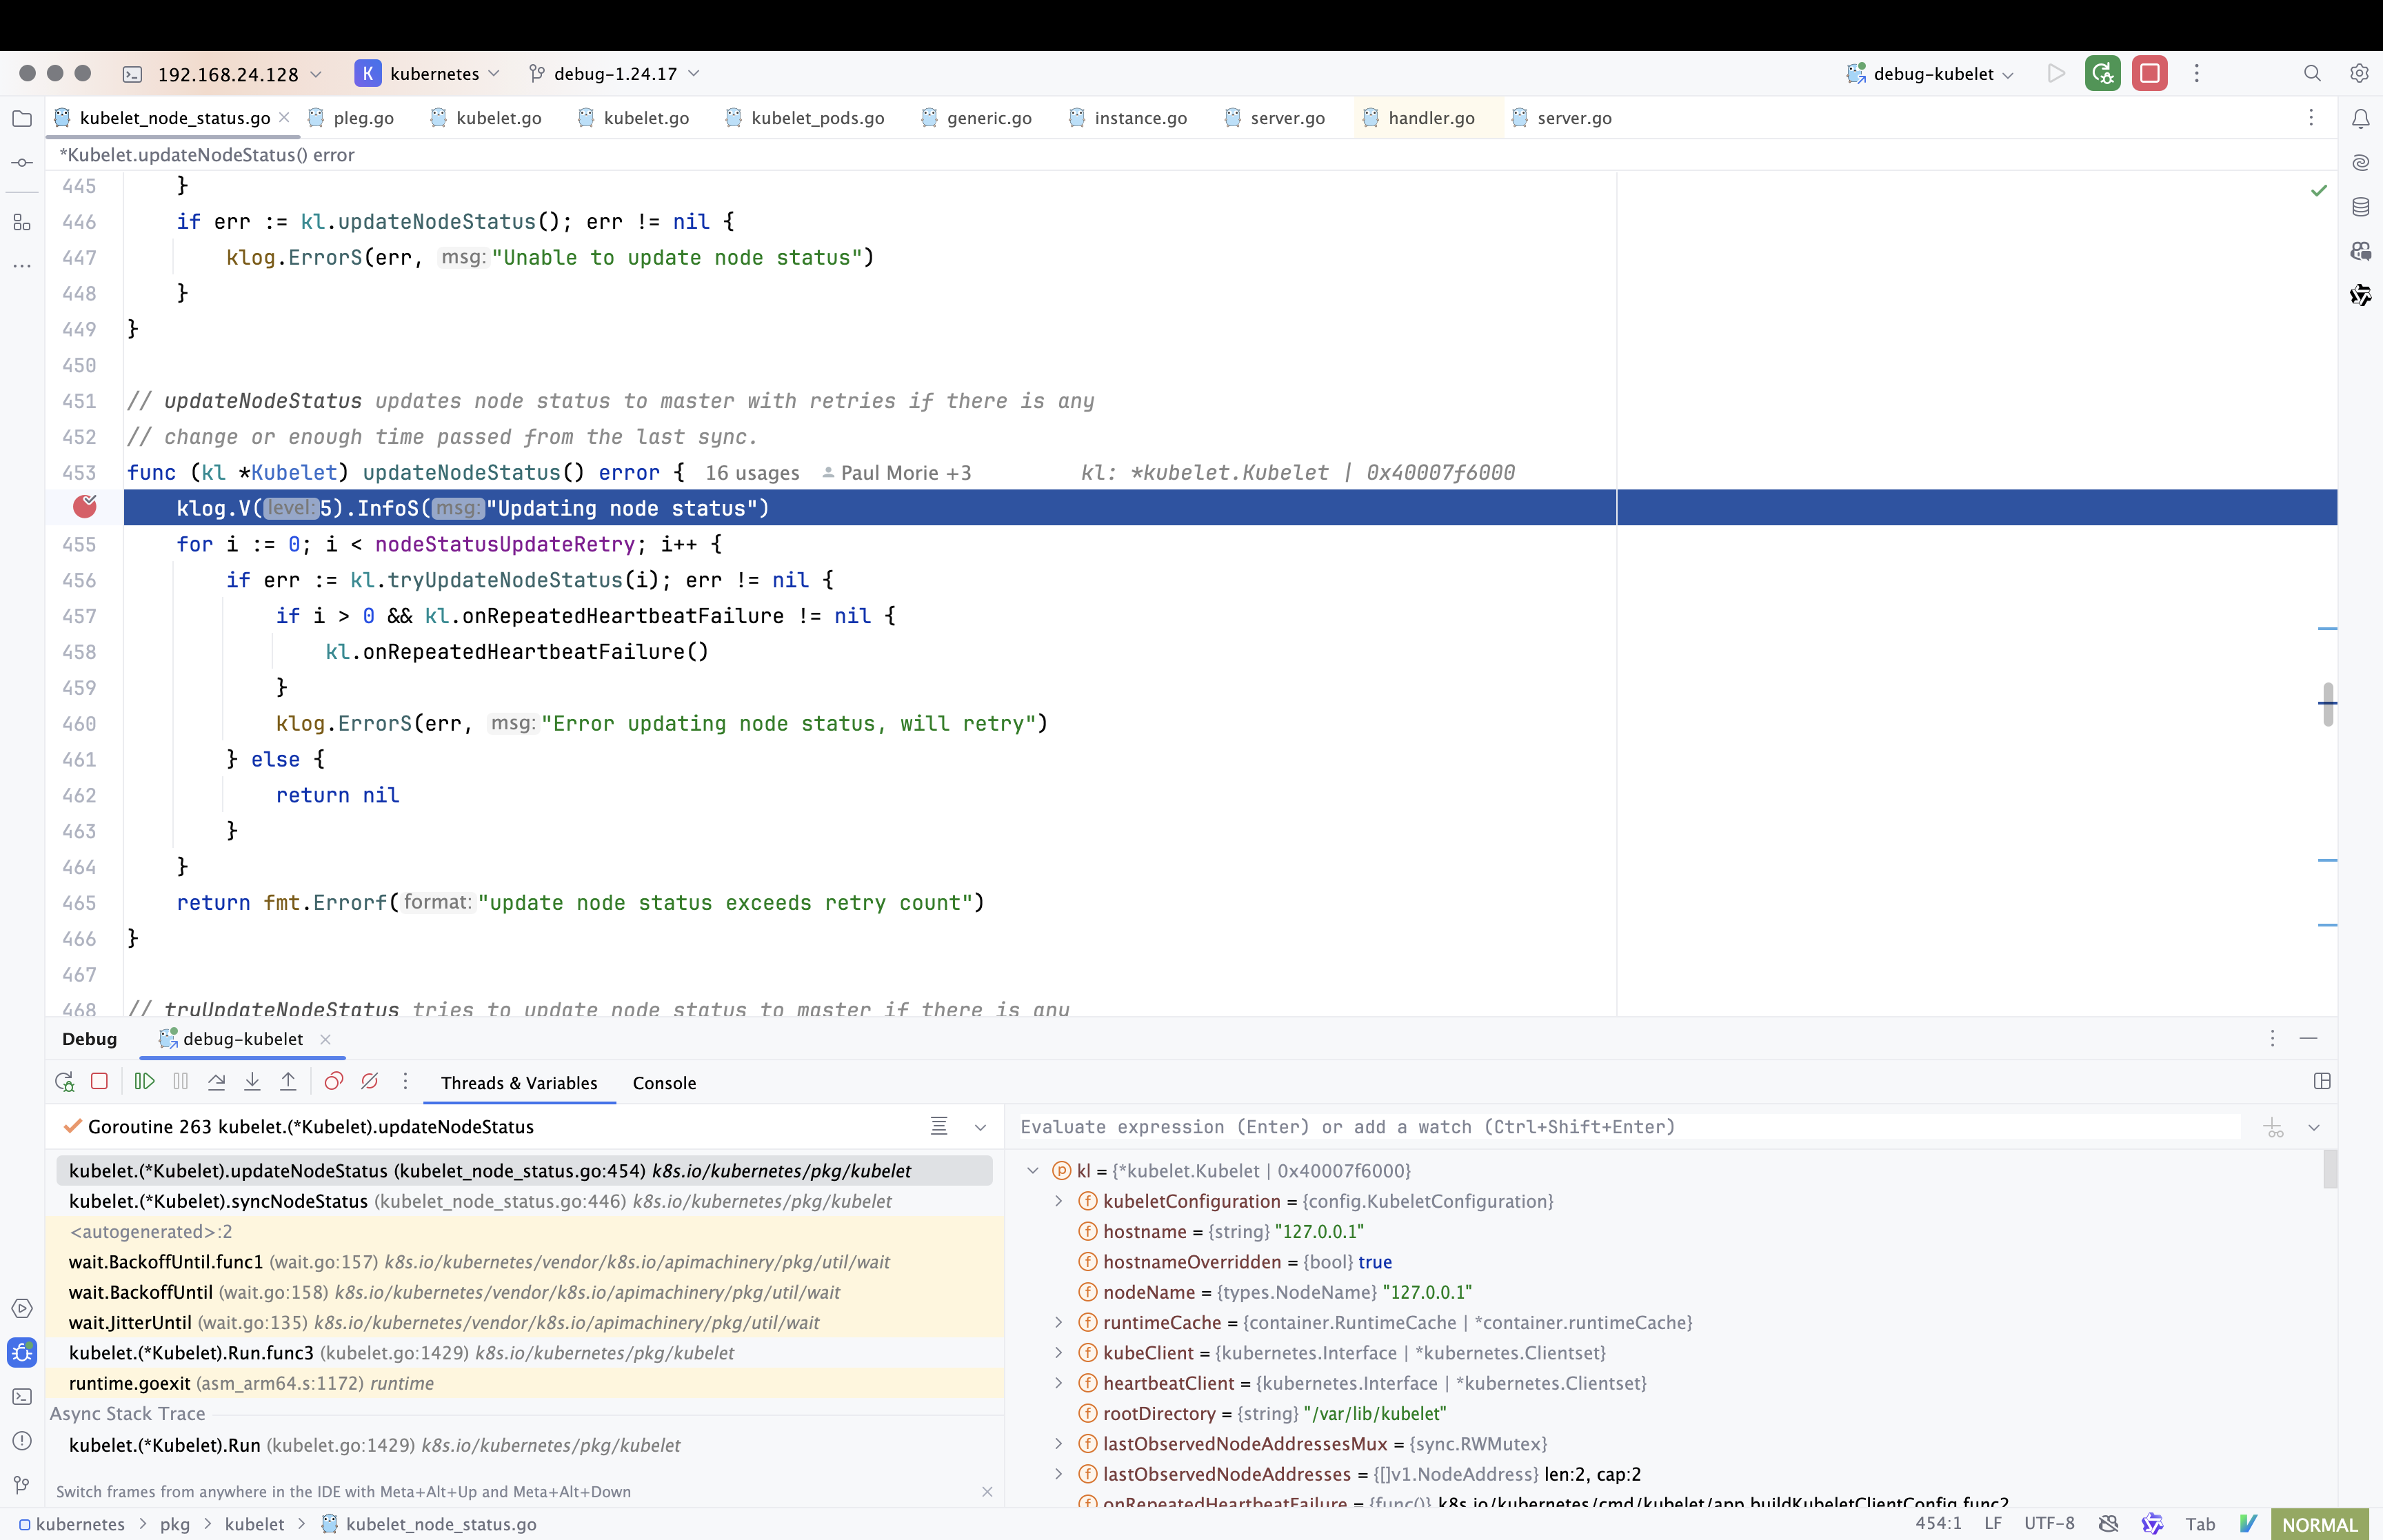 192.168.24.128 K kubernetes debug-1.24.17 debug-kubelet
kubelet_node_status.go pleg.go kubelet.go kubelet.go kubelet_pods.go generic.go instance.go server.go handler.go server.go
*Kubelet.updateNodeStatus() error
445 }
446 if err := kl.updateNodeStatus(); err != nil {
447 klog.ErrorS(err, msg: "Unable to update node status")
448 }
449 }
450
451 // updateNodeStatus updates node status to master with retries if there is any
452 // change or enough time passed from the last sync.
453 func (kl *Kubelet) updateNodeStatus() error { 16 usages Paul Morie +3 kl: *kubelet.Kubelet | 0x40007f6000
klog.V( level: 5).InfoS( msg: "Updating node status")
455 for i := 0; i < nodeStatusUpdateRetry; i++ {
456 if err := kl.tryUpdateNodeStatus(i); err != nil {
457 if i > 0 && kl.onRepeatedHeartbeatFailure != nil {
458 kl.onRepeatedHeartbeatFailure()
459 }
460 klog.ErrorS(err, msg: "Error updating node status, will retry")
461 } else {
462 return nil
463 }
464 }
465 return fmt.Errorf( format: "update node status exceeds retry count")
466 }
467
468 // tryUpdateNodeStatus tries to update node status to master if there is any
Debug debug-kubelet
Threads & Variables Console
Goroutine 263 kubelet.(*Kubelet).updateNodeStatus
kubelet.(*Kubelet).updateNodeStatus (kubelet_node_status.go:454) k8s.io/kubernetes/pkg/kubelet
kubelet.(*Kubelet).syncNodeStatus (kubelet_node_status.go:446) k8s.io/kubernetes/pkg/kubelet
<autogenerated>:2
wait.BackoffUntil.func1 (wait.go:157) k8s.io/kubernetes/vendor/k8s.io/apimachinery/pkg/util/wait
wait.BackoffUntil (wait.go:158) k8s.io/kubernetes/vendor/k8s.io/apimachinery/pkg/util/wait
wait.JitterUntil (wait.go:135) k8s.io/kubernetes/vendor/k8s.io/apimachinery/pkg/util/wait
kubelet.(*Kubelet).Run.func3 (kubelet.go:1429) k8s.io/kubernetes/pkg/kubelet
runtime.goexit (asm_arm64.s:1172) runtime
Async Stack Trace
kubelet.(*Kubelet).Run (kubelet.go:1429) k8s.io/kubernetes/pkg/kubelet
Switch frames from anywhere in the IDE with Meta+Alt+Up and Meta+Alt+Down
Evaluate expression (Enter) or add a watch (Ctrl+Shift+Enter)
kl = {*kubelet.Kubelet | 0x40007f6000}
kubeletConfiguration = {config.KubeletConfiguration}
hostname = {string} "127.0.0.1"
hostnameOverridden = {bool} true
nodeName = {types.NodeName} "127.0.0.1"
runtimeCache = {container.RuntimeCache | *container.runtimeCache}
kubeClient = {kubernetes.Interface | *kubernetes.Clientset}
heartbeatClient = {kubernetes.Interface | *kubernetes.Clientset}
rootDirectory = {string} "/var/lib/kubelet"
lastObservedNodeAddressesMux = {sync.RWMutex}
lastObservedNodeAddresses = {[]v1.NodeAddress} len:2, cap:2
onRepeatedHeartbeatFailure = {func()} k8s.io/kubernetes/cmd/kubelet/app.buildKubeletClientConfig.func2
kubernetes > pkg > kubelet > kubelet_node_status.go
454:1 LF UTF-8 Tab NORMAL